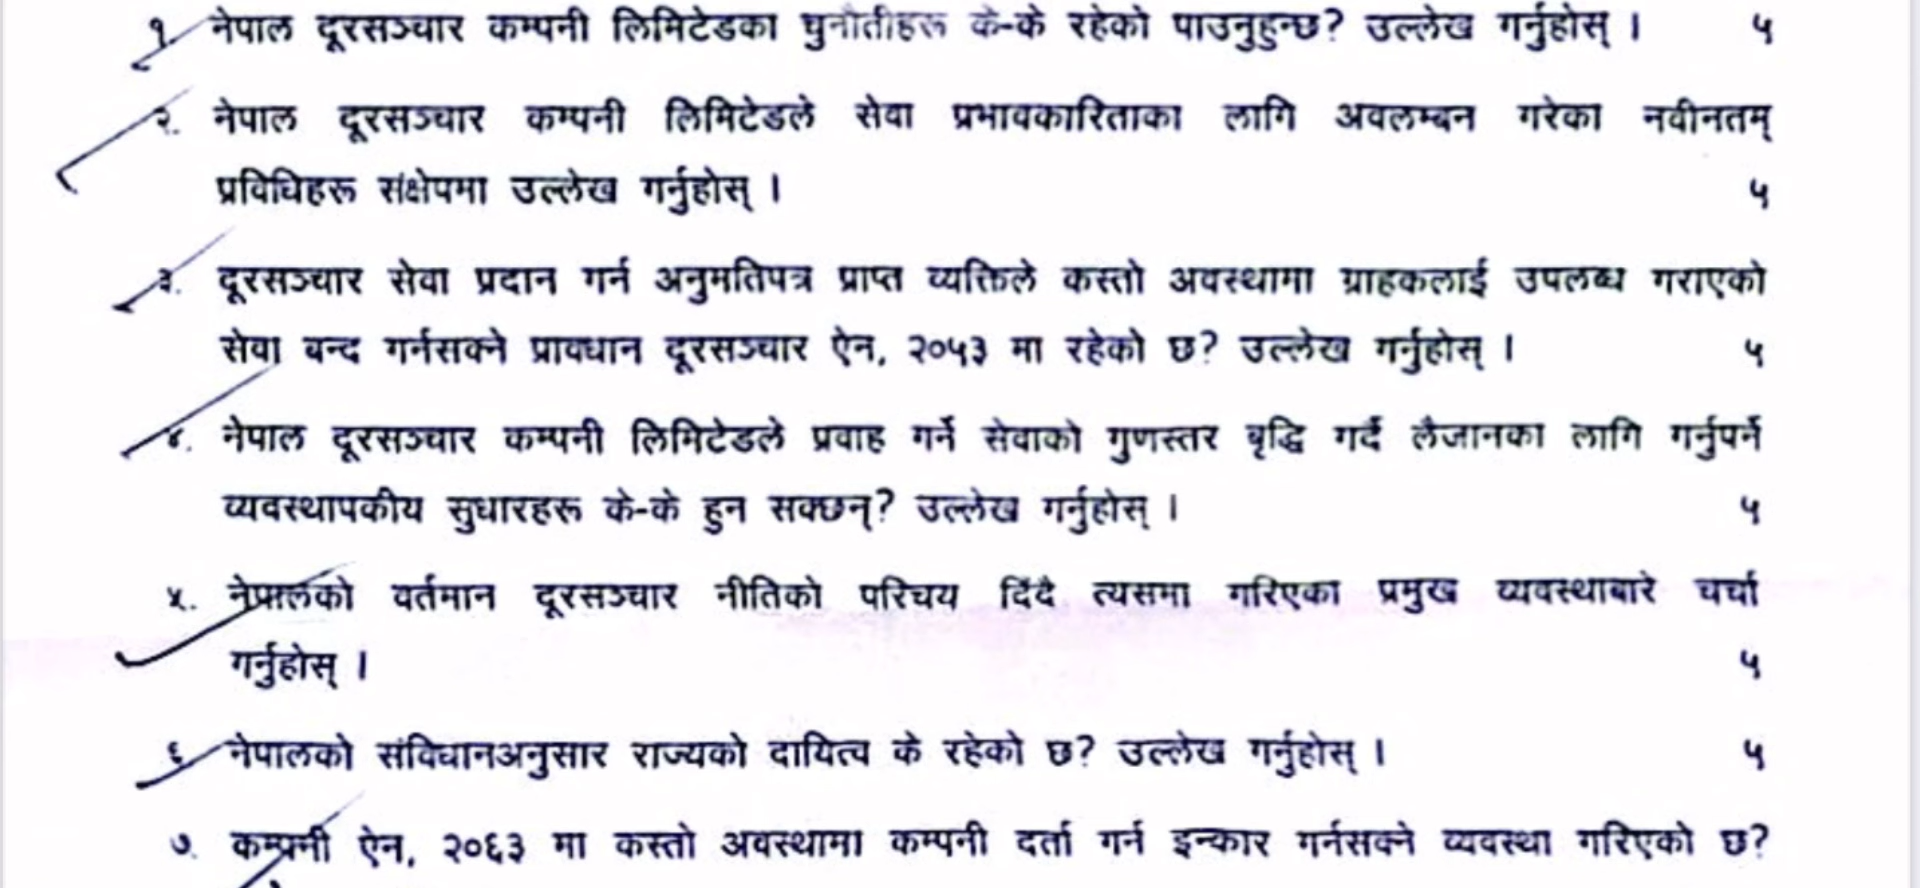 १. नेपाल दूरसञ्चार कम्पनी लिमिटेडका चुनौतीहरू के-के रहेको पाउनुहुन्छ? उल्लेख गर्नुहोस् । ५
२. नेपाल दूरसञ्चार कम्पनी लिमिटेडले सेवा प्रभावकारिताका लागि अवलम्बन गरेका नवीनतम्
प्रविधिहरू संक्षेपमा उल्लेख गर्नुहोस् । ५
३. दूरसञ्चार सेवा प्रदान गर्न अनुमतिपत्र प्राप्त व्यक्तिले कस्तो अवस्थामा ग्राहकलाई उपलब्ध गराएको
सेवा बन्द गर्नसक्ने प्रावधान दूरसञ्चार ऐन, २०५३ मा रहेको छ? उल्लेख गर्नुहोस् । ५
४. नेपाल दूरसञ्चार कम्पनी लिमिटेडले प्रवाह गर्ने सेवाको गुणस्तर बृद्धि गर्दै लैजानका लागि गर्नुपर्ने
व्यवस्थापकीय सुधारहरू के-के हुन सक्छन्? उल्लेख गर्नुहोस् । ५
५. नेपालको वर्तमान दूरसञ्चार नीतिको परिचय दिंदै त्यसमा गरिएका प्रमुख व्यवस्थाबारे चर्चा
गर्नुहोस् । ५
६. नेपालको संविधानअनुसार राज्यको दायित्व के रहेको छ? उल्लेख गर्नुहोस् । ५
७. कम्पनी ऐन, २०६३ मा कस्तो अवस्थामा कम्पनी दर्ता गर्न इन्कार गर्नसक्ने व्यवस्था गरिएको छ?